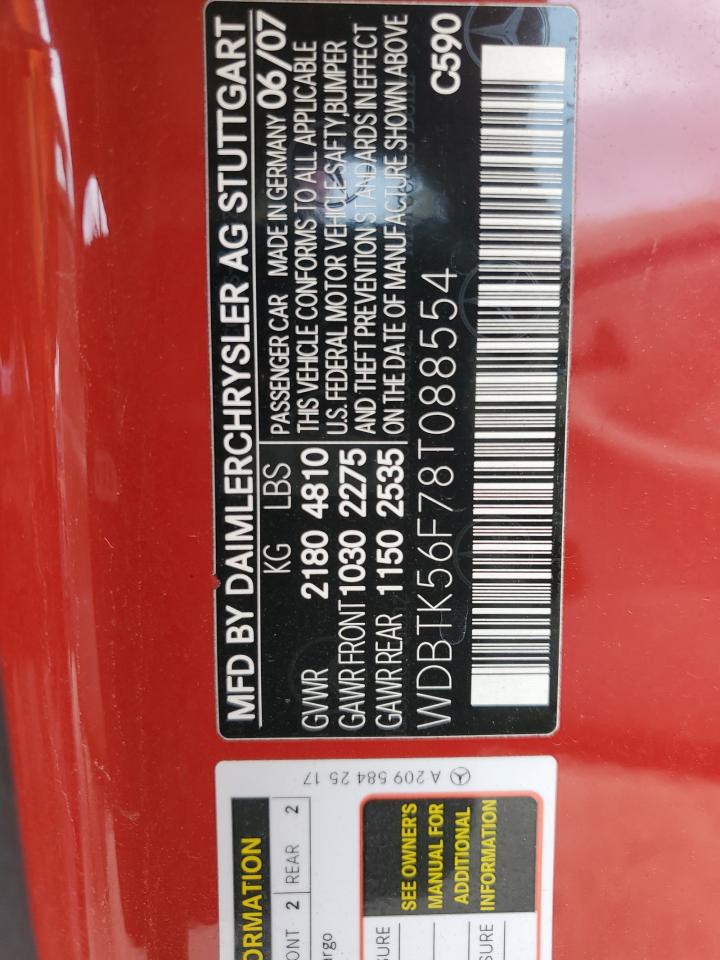 MFD BY DAIMLERCHRYSLER AG STUTTGART
KG LBS
GVWR 2180 4810
GAWR FRONT 1030 2275
GAWR REAR 1150 2535
PASSENGER CAR MADE IN GERMANY 06/07
THIS VEHICLE CONFORMS TO ALL APPLICABLE
U.S. FEDERAL MOTOR VEHICLE SAFTY,BUMPER
AND THEFT PREVENTION STANDARDS IN EFFECT
ON THE DATE OF MANUFACTURE SHOWN ABOVE
WDBTK56F78T088554
C590
A 209 584 25 17
ORMATION
ONT 2 REAR 2
argo
SEE OWNER'S
MANUAL FOR
ADDITIONAL
INFORMATION
SURE
SURE